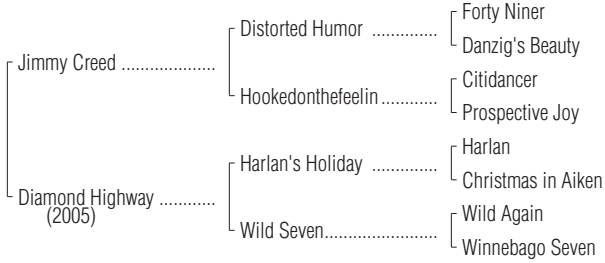 Forty Niner
Distorted Humor ..............
Danzig's Beauty
Jimmy Creed ....................
Citidancer
Hookedonthefeelin ............
Prospective Joy
Harlan
Harlan's Holiday ..............
Christmas in Aiken
Diamond Highway ............
(2005)
Wild Again
Wild Seven ........................
Winnebago Seven